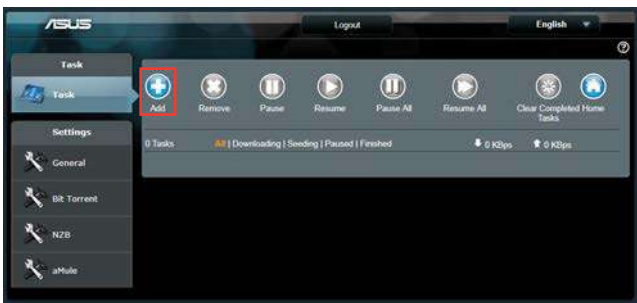 ASUS
Logout
English
Task
Task
Settings
General
Bit Torrent
NZB
aMule
Add
Remove
Pause
Resume
Pause All
Resume All
Clear Completed Tasks
Home
0 Tasks
All | Downloading | Seeding | Paused | Finished
0 KBps
0 KBps